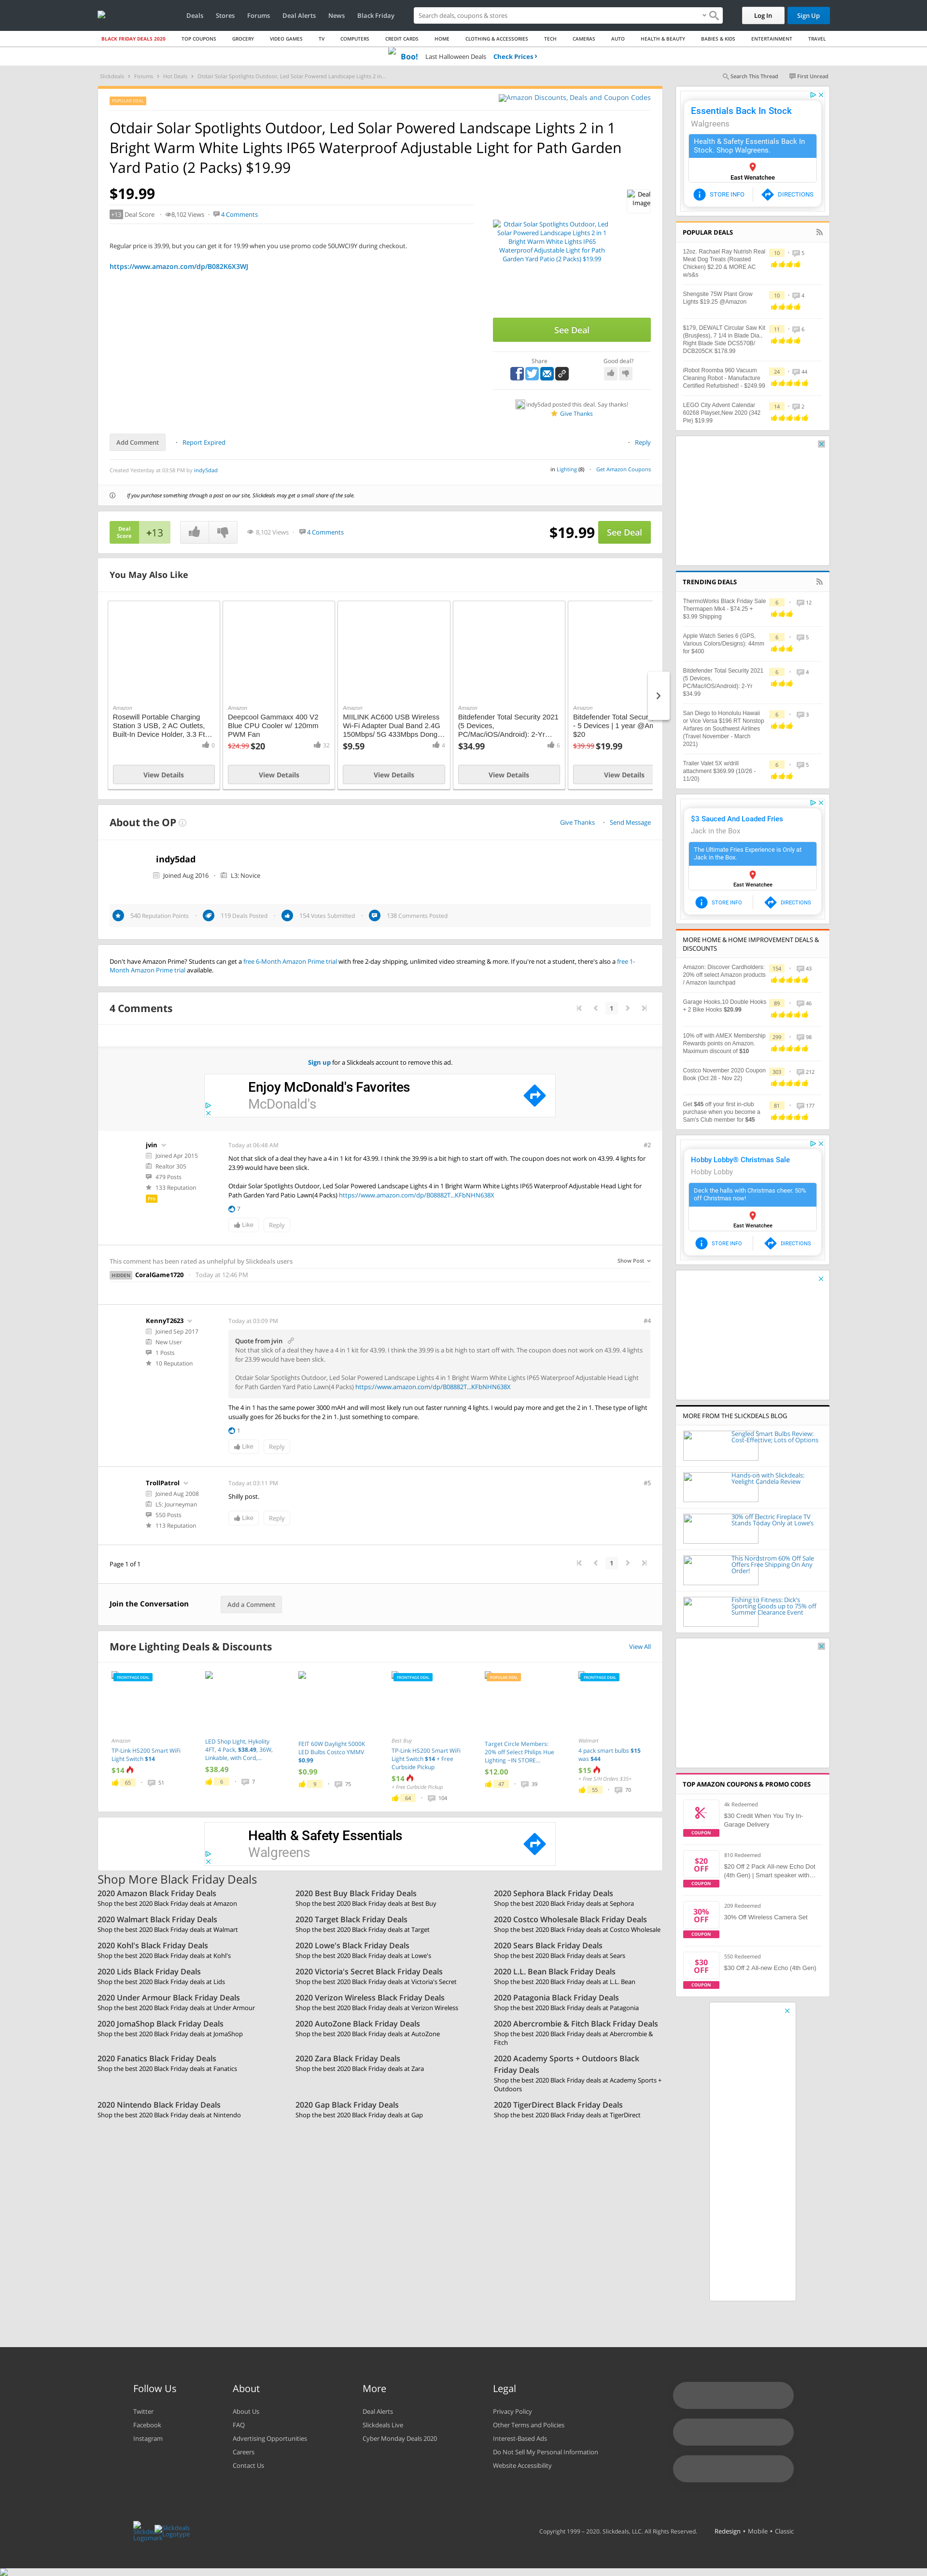 Deals Stores Forums Deal Alerts News Black Friday
Search deals, coupons & stores
Log In
Sign Up
BLACK FRIDAY DEALS 2020 TOP COUPONS GROCERY VIDEO GAMES TV COMPUTERS CREDIT CARDS HOME CLOTHING & ACCESSORIES TECH CAMERAS AUTO HEALTH & BEAUTY BABIES & KIDS ENTERTAINMENT TRAVEL
Boo! Last Halloween Deals Check Prices
Slickdeals Forums Hot Deals Otdair Solar Spotlights Outdoor, Led Solar Powered Landscape Lights 2 in...
Search This Thread First Unread
POPULAR DEAL
Amazon Discounts, Deals and Coupon Codes
Otdair Solar Spotlights Outdoor, Led Solar Powered Landscape Lights 2 in 1
Bright Warm White Lights IP65 Waterproof Adjustable Light for Path Garden
Yard Patio (2 Packs) $19.99
$19.99
+13 Deal Score 8,102 Views 4 Comments
Regular price is 39.99, but you can get it for 19.99 when you use promo code 50UWCI9Y during checkout.
https://www.amazon.com/dp/B082K6X3WJ
Deal Image
Otdair Solar Spotlights Outdoor, Led
Solar Powered Landscape Lights 2 in 1
Bright Warm White Lights IP65
Waterproof Adjustable Light for Path
Garden Yard Patio (2 Packs) $19.99
See Deal
Share
Good deal?
indy5dad posted this deal. Say thanks!
Give Thanks
Add Comment Report Expired
Reply
Created Yesterday at 03:58 PM by indy5dad
in Lighting (8) Get Amazon Coupons
If you purchase something through a post on our site, Slickdeals may get a small share of the sale.
Deal Score +13 8,102 Views 4 Comments
$19.99 See Deal
You May Also Like
Amazon
Rosewill Portable Charging
Station 3 USB, 2 AC Outlets,
Built-In Device Holder, 3.3 Ft…
0
View Details
Amazon
Deepcool Gammaxx 400 V2
Blue CPU Cooler w/ 120mm
PWM Fan
$24.99 $20 32
View Details
Amazon
MIILINK AC600 USB Wireless
Wi-Fi Adapter Dual Band 2.4G
150Mbps/ 5G 433Mbps Dong…
$9.59 4
View Details
Amazon
Bitdefender Total Security 2021
(5 Devices,
PC/Mac/iOS/Android): 2-Yr…
$34.99 6
View Details
Amazon
Bitdefender Total Secur
- 5 Devices | 1 year @Am
$20
$39.99 $19.99
View Details
About the OP
Give Thanks Send Message
indy5dad
Joined Aug 2016 L3: Novice
540 Reputation Points 119 Deals Posted 154 Votes Submitted 138 Comments Posted
Don't have Amazon Prime? Students can get a free 6-Month Amazon Prime trial with free 2-day shipping, unlimited video streaming & more. If you're not a student, there's also a free 1-
Month Amazon Prime trial available.
4 Comments
1
Sign up for a Slickdeals account to remove this ad.
Enjoy McDonald's Favorites
McDonald's
jvin
Joined Apr 2015
Realtor 305
479 Posts
133 Reputation
Pro
Today at 06:48 AM
#2
Not that slick of a deal they have a 4 in 1 kit for 43.99. I think the 39.99 is a bit high to start off with. The coupon does not work on 43.99. 4 lights for
23.99 would have been slick.
Otdair Solar Spotlights Outdoor, Led Solar Powered Landscape Lights 4 in 1 Bright Warm White Lights IP65 Waterproof Adjustable Head Light for
Path Garden Yard Patio Lawn(4 Packs) https://www.amazon.com/dp/B08882T...KFbNHN638X
7
Like Reply
This comment has been rated as unhelpful by Slickdeals users
Show Post
HIDDEN CoralGame1720 Today at 12:46 PM
KennyT2623
Joined Sep 2017
New User
1 Posts
10 Reputation
Today at 03:09 PM
#4
Quote from jvin
Not that slick of a deal they have a 4 in 1 kit for 43.99. I think the 39.99 is a bit high to start off with. The coupon does not work on 43.99. 4 lights
for 23.99 would have been slick.
Otdair Solar Spotlights Outdoor, Led Solar Powered Landscape Lights 4 in 1 Bright Warm White Lights IP65 Waterproof Adjustable Head Light
for Path Garden Yard Patio Lawn(4 Packs) https://www.amazon.com/dp/B08882T...KFbNHN638X
The 4 in 1 has the same power 3000 mAH and will most likely run out faster running 4 lights. I would pay more and get the 2 in 1. These type of light
usually goes for 26 bucks for the 2 in 1. Just something to compare.
1
Like Reply
TrollPatrol
Joined Aug 2008
L5: Journeyman
550 Posts
113 Reputation
Today at 03:11 PM
#5
Shilly post.
Like Reply
Page 1 of 1
1
Join the Conversation
Add a Comment
More Lighting Deals & Discounts
View All
FRONTPAGE DEAL
Amazon
TP-Link HS200 Smart WiFi
Light Switch $14
$14
65 51
LED Shop Light, Hykolity
4FT, 4 Pack, $38.49, 36W,
Linkable, with Cord,…
$38.49
6 7
FEIT 60W Daylight 5000K
LED Bulbs Costco YMMV
$0.99
$0.99
9 75
FRONTPAGE DEAL
Best Buy
TP-Link HS200 Smart WiFi
Light Switch $14 + Free
Curbside Pickup
$14
+ Free Curbside Pickup
64 104
POPULAR DEAL
Target Circle Members:
20% off Select Philips Hue
Lighting ~IN STORE…
$12.00
47 39
FRONTPAGE DEAL
Walmart
4 pack smart bulbs $15
was $44
$15
+ Free S/H Orders $35+
55 70
Health & Safety Essentials
Walgreens
Shop More Black Friday Deals
2020 Amazon Black Friday Deals
Shop the best 2020 Black Friday deals at Amazon
2020 Best Buy Black Friday Deals
Shop the best 2020 Black Friday deals at Best Buy
2020 Sephora Black Friday Deals
Shop the best 2020 Black Friday deals at Sephora
2020 Walmart Black Friday Deals
Shop the best 2020 Black Friday deals at Walmart
2020 Target Black Friday Deals
Shop the best 2020 Black Friday deals at Target
2020 Costco Wholesale Black Friday Deals
Shop the best 2020 Black Friday deals at Costco Wholesale
2020 Kohl's Black Friday Deals
Shop the best 2020 Black Friday deals at Kohl's
2020 Lowe's Black Friday Deals
Shop the best 2020 Black Friday deals at Lowe's
2020 Sears Black Friday Deals
Shop the best 2020 Black Friday deals at Sears
2020 Lids Black Friday Deals
Shop the best 2020 Black Friday deals at Lids
2020 Victoria's Secret Black Friday Deals
Shop the best 2020 Black Friday deals at Victoria's Secret
2020 L.L. Bean Black Friday Deals
Shop the best 2020 Black Friday deals at L.L. Bean
2020 Under Armour Black Friday Deals
Shop the best 2020 Black Friday deals at Under Armour
2020 Verizon Wireless Black Friday Deals
Shop the best 2020 Black Friday deals at Verizon Wireless
2020 Patagonia Black Friday Deals
Shop the best 2020 Black Friday deals at Patagonia
2020 JomaShop Black Friday Deals
Shop the best 2020 Black Friday deals at JomaShop
2020 AutoZone Black Friday Deals
Shop the best 2020 Black Friday deals at AutoZone
2020 Abercrombie & Fitch Black Friday Deals
Shop the best 2020 Black Friday deals at Abercrombie &
Fitch
2020 Fanatics Black Friday Deals
Shop the best 2020 Black Friday deals at Fanatics
2020 Zara Black Friday Deals
Shop the best 2020 Black Friday deals at Zara
2020 Academy Sports + Outdoors Black
Friday Deals
Shop the best 2020 Black Friday deals at Academy Sports +
Outdoors
2020 Nintendo Black Friday Deals
Shop the best 2020 Black Friday deals at Nintendo
2020 Gap Black Friday Deals
Shop the best 2020 Black Friday deals at Gap
2020 TigerDirect Black Friday Deals
Shop the best 2020 Black Friday deals at TigerDirect
Essentials Back In Stock
Walgreens
Health & Safety Essentials Back In
Stock. Shop Walgreens.
East Wenatchee
STORE INFO DIRECTIONS
POPULAR DEALS
12oz. Rachael Ray Nutrish Real
Meat Dog Treats (Roasted
Chicken) $2.20 & MORE AC
w/s&s
10 5
Shengsite 75W Plant Grow
Lights $19.25 @Amazon
10 4
$179, DEWALT Circular Saw Kit
(Brusjless), 7 1/4 in Blade Dia.,
Right Blade Side DCS570B/
DCB205CK $178.99
11 6
iRobot Roomba 960 Vacuum
Cleaning Robot - Manufacture
Certified Refurbished! - $249.99
24 44
LEGO City Advent Calendar
60268 Playset,New 2020 (342
Pie) $19.99
14 2
TRENDING DEALS
ThermoWorks Black Friday Sale
Thermapen Mk4 - $74.25 +
$3.99 Shipping
6 12
Apple Watch Series 6 (GPS,
Various Colors/Designs): 44mm
for $400
6 5
Bitdefender Total Security 2021
(5 Devices,
PC/Mac/iOS/Android): 2-Yr
$34.99
6 4
San Diego to Honolulu Hawaii
or Vice Versa $196 RT Nonstop
Airfares on Southwest Airlines
(Travel November - March
2021)
6 3
Trailer Valet 5X w/drill
attachment $369.99 (10/26 -
11/20)
6 5
$3 Sauced And Loaded Fries
Jack in the Box
The Ultimate Fries Experience is Only at
Jack in the Box.
East Wenatchee
STORE INFO DIRECTIONS
MORE HOME & HOME IMPROVEMENT DEALS &
DISCOUNTS
Amazon: Discover Cardholders:
20% off select Amazon products
/ Amazon launchpad
154 43
Garage Hooks,10 Double Hooks
+ 2 Bike Hooks $20.99
89 46
10% off with AMEX Membership
Rewards points on Amazon.
Maximum discount of $10
299 98
Costco November 2020 Coupon
Book (Oct 28 - Nov 22)
303 212
Get $45 off your first in-club
purchase when you become a
Sam's Club member for $45
81 177
Hobby Lobby® Christmas Sale
Hobby Lobby
Deck the halls with Christmas cheer. 50%
off Christmas now!
East Wenatchee
STORE INFO DIRECTIONS
MORE FROM THE SLICKDEALS BLOG
Sengled Smart Bulbs Review:
Cost-Effective; Lots of Options
Hands-on with Slickdeals:
Yeelight Candela Review
30% off Electric Fireplace TV
Stands Today Only at Lowe's
This Nordstrom 60% Off Sale
Offers Free Shipping On Any
Order!
Fishing to Fitness: Dick's
Sporting Goods up to 75% off
Summer Clearance Event
TOP AMAZON COUPONS & PROMO CODES
COUPON
4k Redeemed
$30 Credit When You Try In-
Garage Delivery
$20 OFF
COUPON
810 Redeemed
$20 Off 2 Pack All-new Echo Dot
(4th Gen) | Smart speaker with…
30% OFF
COUPON
209 Redeemed
30% Off Wireless Camera Set
$30 OFF
COUPON
550 Redeemed
$30 Off 2 All-new Echo (4th Gen)
Follow Us
Twitter
Facebook
Instagram
About
About Us
FAQ
Advertising Opportunities
Careers
Contact Us
More
Deal Alerts
Slickdeals Live
Cyber Monday Deals 2020
Legal
Privacy Policy
Other Terms and Policies
Interest-Based Ads
Do Not Sell My Personal Information
Website Accessibility
Slickdeals Logomark
Slickdeals Logotype
Copyright 1999 – 2020. Slickdeals, LLC. All Rights Reserved. Redesign • Mobile • Classic